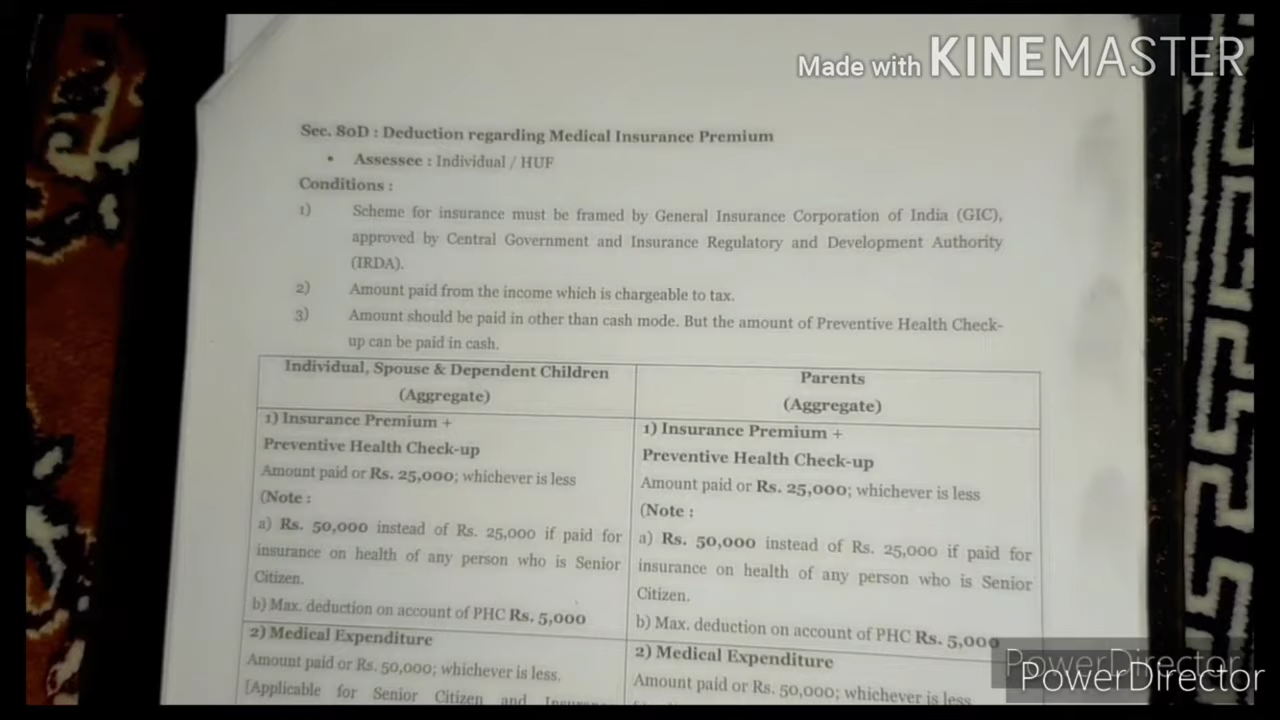 Made with KINEMASTER
Sec. 80D : Deduction regarding Medical Insurance Premium
• Assessee : Individual / HUF
Conditions :
1) Scheme for insurance must be framed by General Insurance Corporation of India (GIC),
approved by Central Government and Insurance Regulatory and Development Authority
(IRDA).
2) Amount paid from the income which is chargeable to tax.
3) Amount should be paid in other than cash mode. But the amount of Preventive Health Check-
up can be paid in cash.
Individual, Spouse & Dependent Children
(Aggregate)
1) Insurance Premium +
Preventive Health Check-up
Amount paid or Rs. 25,000; whichever is less
(Note :
a) Rs. 50,000 instead of Rs. 25,000 if paid for
insurance on health of any person who is Senior
Citizen.
b) Max. deduction on account of PHC Rs. 5,000
2) Medical Expenditure
Amount paid or Rs. 50,000; whichever is less.
[Applicable for Senior Citizen and
Parents
(Aggregate)
1) Insurance Premium +
Preventive Health Check-up
Amount paid or Rs. 25,000; whichever is less
(Note :
a) Rs. 50,000 instead of Rs. 25,000 if paid for
insurance on health of any person who is Senior
Citizen.
b) Max. deduction on account of PHC Rs. 5,000
2) Medical Expenditure
Amount paid or Rs. 50,000; whichever is less
PowerDirector
PowerDirector